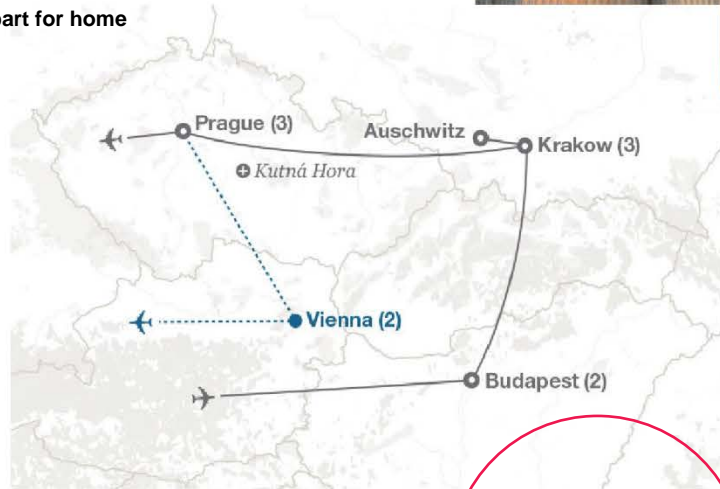 part for home
Prague (3)
Auschwitz
Krakow (3)
Kutná Hora
Vienna (2)
Budapest (2)